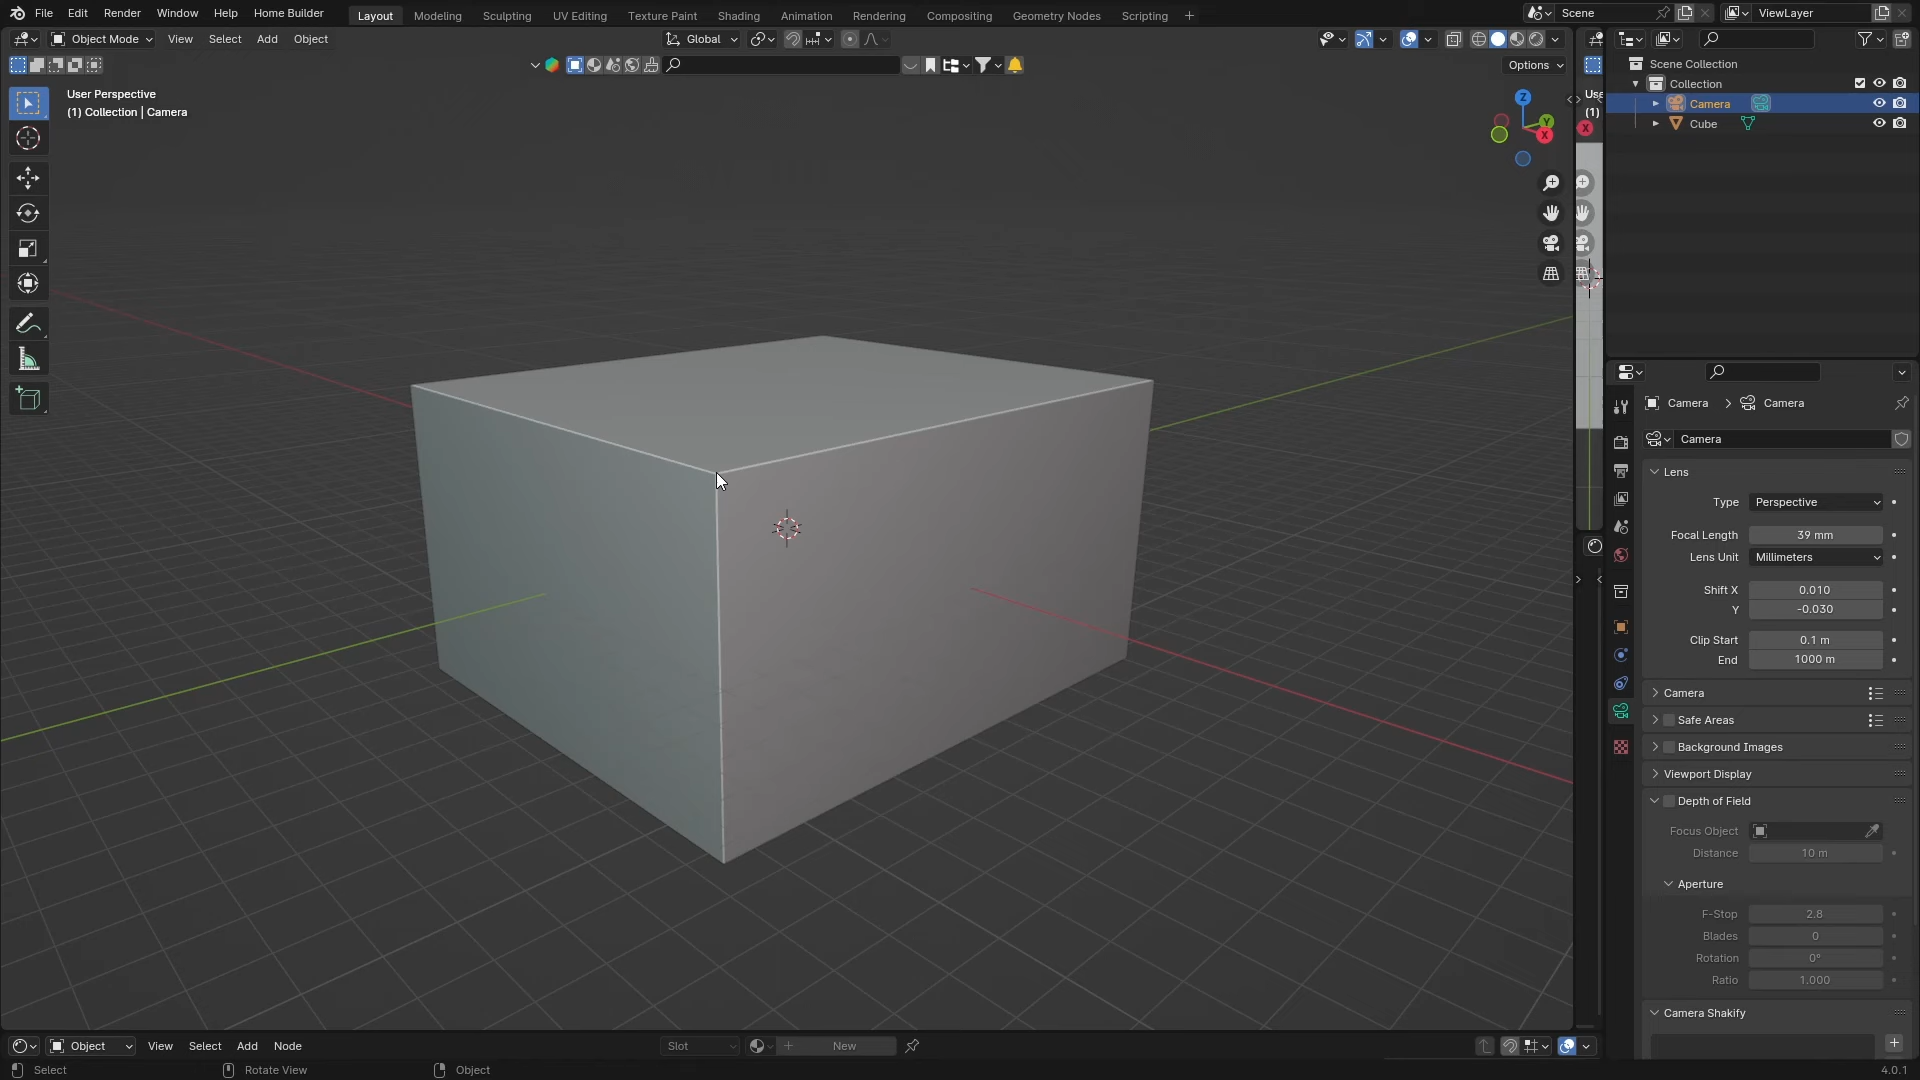 File Edit Render Window Help Home Builder Layout Modeling Sculpting UV Editing Texture Paint Shading Animation Rendering Compositing Geometry Nodes Scripting + Scene ViewLayer
Object Mode View Select Add Object Global
Options
User Perspective
(1) Collection | Camera
Z
Y
X
Use
(1)
X
Scene Collection
Collection
Camera
Cube
Camera > Camera
Camera
Lens
Type Perspective
Focal Length 39 mm
Lens Unit Millimeters
Shift X 0.010
Y -0.030
Clip Start 0.1 m
End 1000 m
Camera
Safe Areas
Background Images
Viewport Display
Depth of Field
Focus Object
Distance 10 m
Aperture
F-Stop 2.8
Blades 0
Rotation 0°
Ratio 1.000
Camera Shakify
Object View Select Add Node Slot + New
Select Rotate View Object 4.0.1